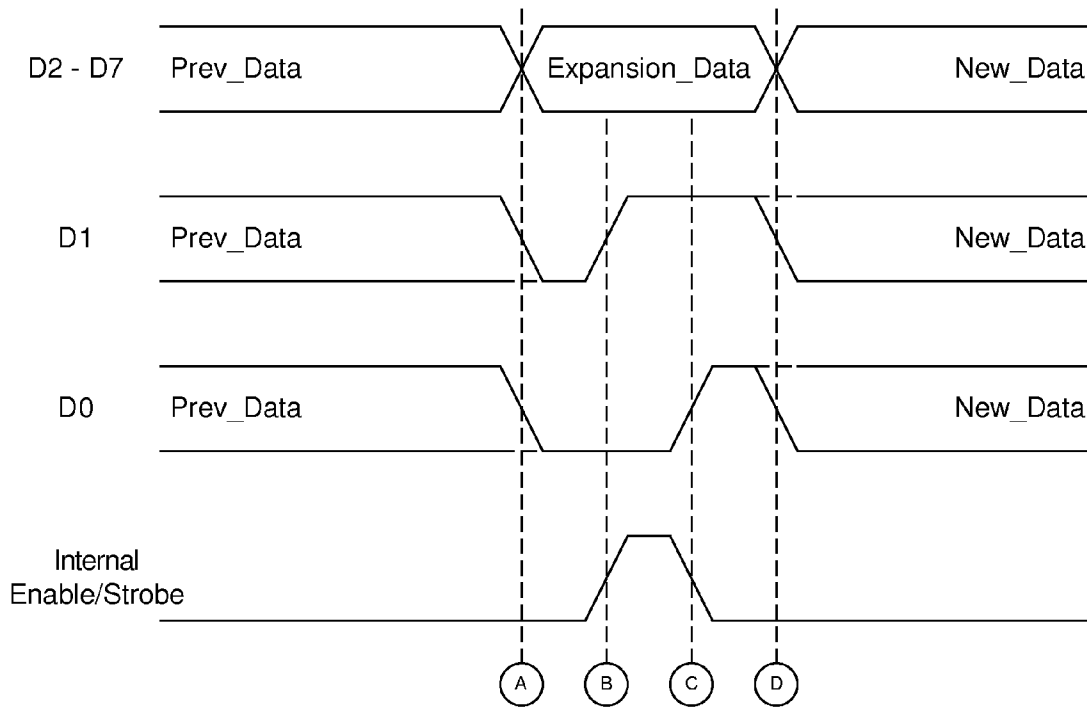 D2 - D7 Prev_Data Expansion_Data New_Data
D1 Prev_Data New_Data
D0 Prev_Data New_Data
Internal
Enable/Strobe
A B C D